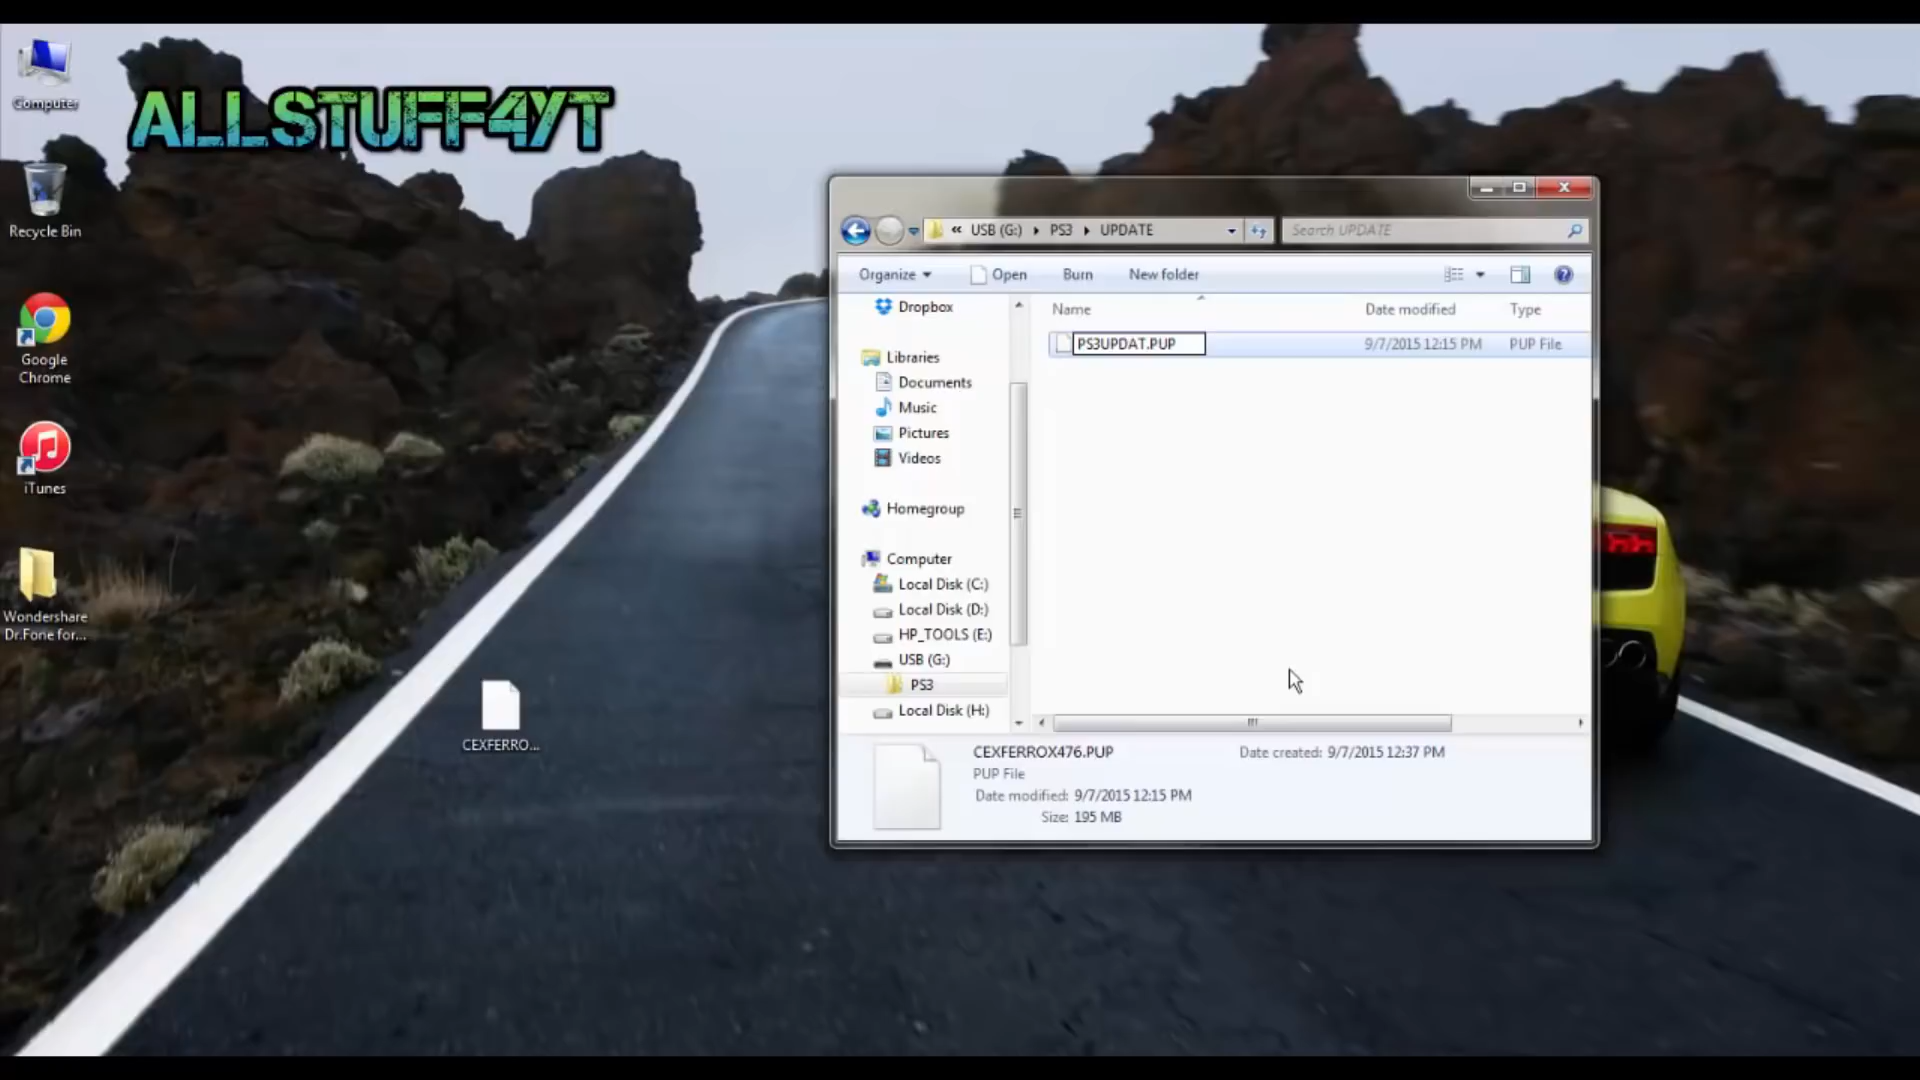 Computer
ALLSTUFF4YT
Recycle Bin
Google
Chrome
iTunes
Wondershare
Dr.Fone for...
CEXFERRO...
« USB (G:) PS3 UPDATE
Search UPDATE
Organize Open Burn New folder
Dropbox
Libraries
Documents
Music
Pictures
Videos
Homegroup
Computer
Local Disk (C:)
Local Disk (D:)
HP_TOOLS (E:)
USB (G:)
PS3
Local Disk (H:)
Name Date modified Type
PS3UPDAT.PUP 9/7/2015 12:15 PM PUP File
CEXFERROX476.PUP Date created: 9/7/2015 12:37 PM
PUP File
Date modified: 9/7/2015 12:15 PM
Size: 195 MB